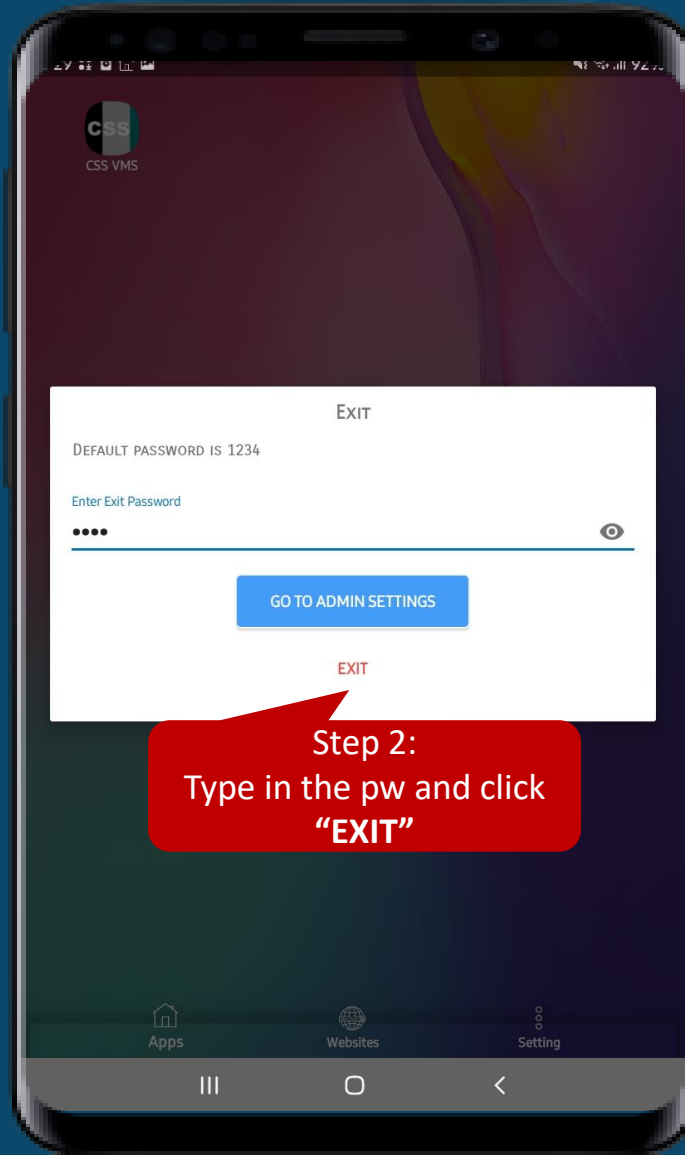 css
CSS VMS
Exit
Default password is 1234
Enter Exit Password
••••
GO TO ADMIN SETTINGS
EXIT
Step 2:
Type in the pw and click
“EXIT”
Apps
Websites
Setting